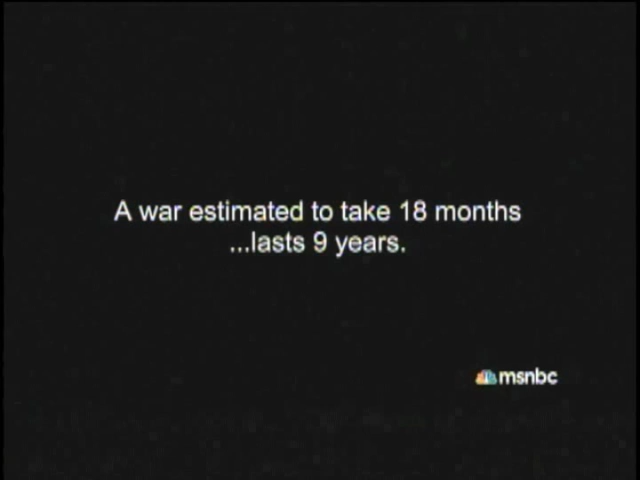 A war estimated to take 18 months
...lasts 9 years.
msnbc